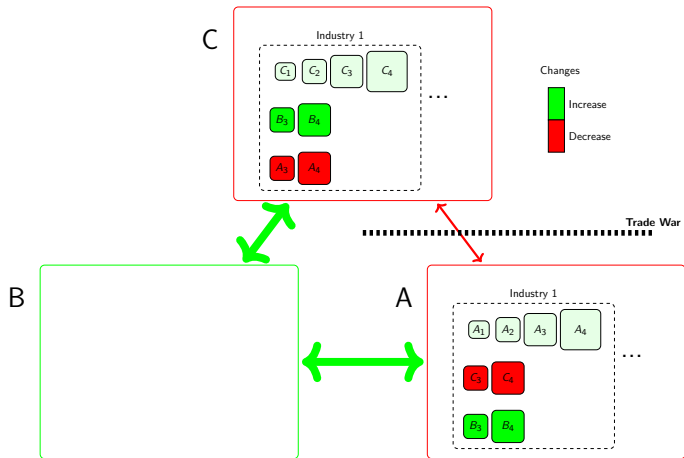 C
Industry 1
C1 C2 C3 C4
...
B3 B4
A3 A4
Changes
Increase
Decrease
Trade War
B
A
Industry 1
A1 A2 A3 A4
...
C3 C4
B3 B4